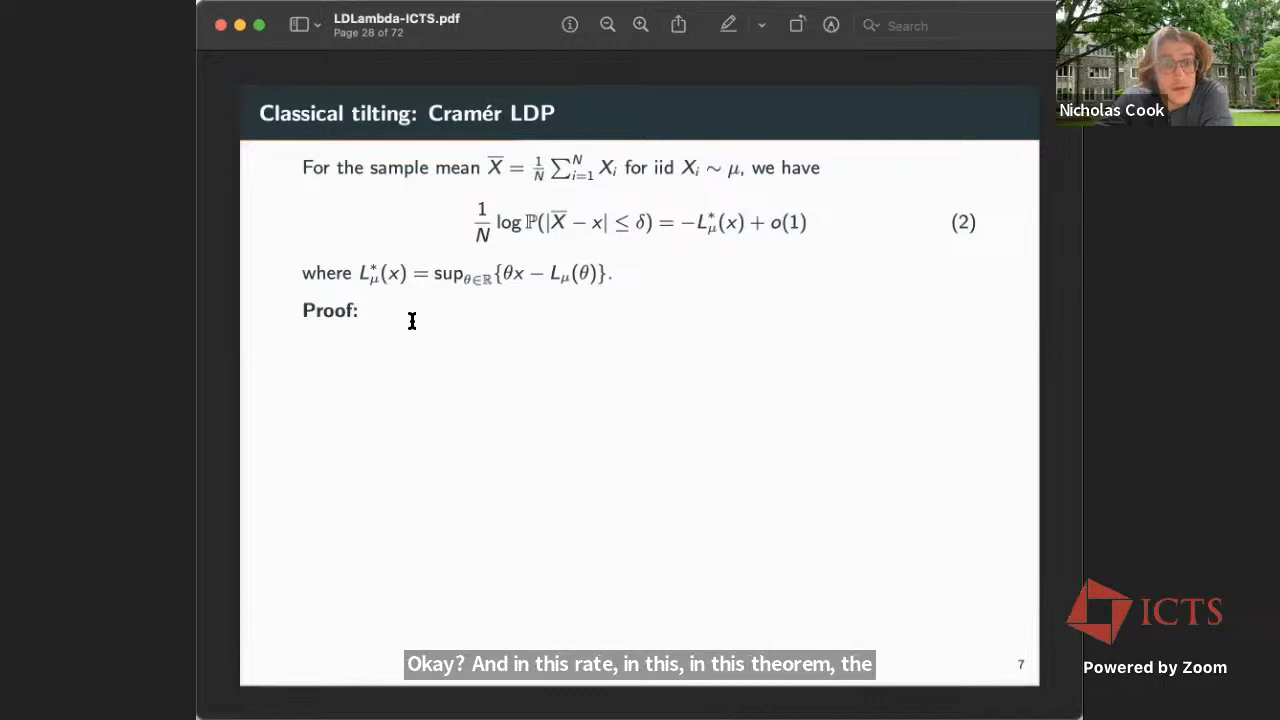 LDLambda-ICTS.pdf
Page 28 of 72
Search
Nicholas Cook
Classical tilting: Cramér LDP
For the sample mean X̅ = 1/N ∑_{i=1}^N X_i for iid X_i ∼ μ, we have
1/N log ℙ(|X̅ − x| ≤ δ) = −L*_μ(x) + o(1) (2)
where L*_μ(x) = sup_{θ∈ℝ}{θx − L_μ(θ)}.
Proof:
ICTS
Okay? And in this rate, in this, in this theorem, the
7
Powered by Zoom